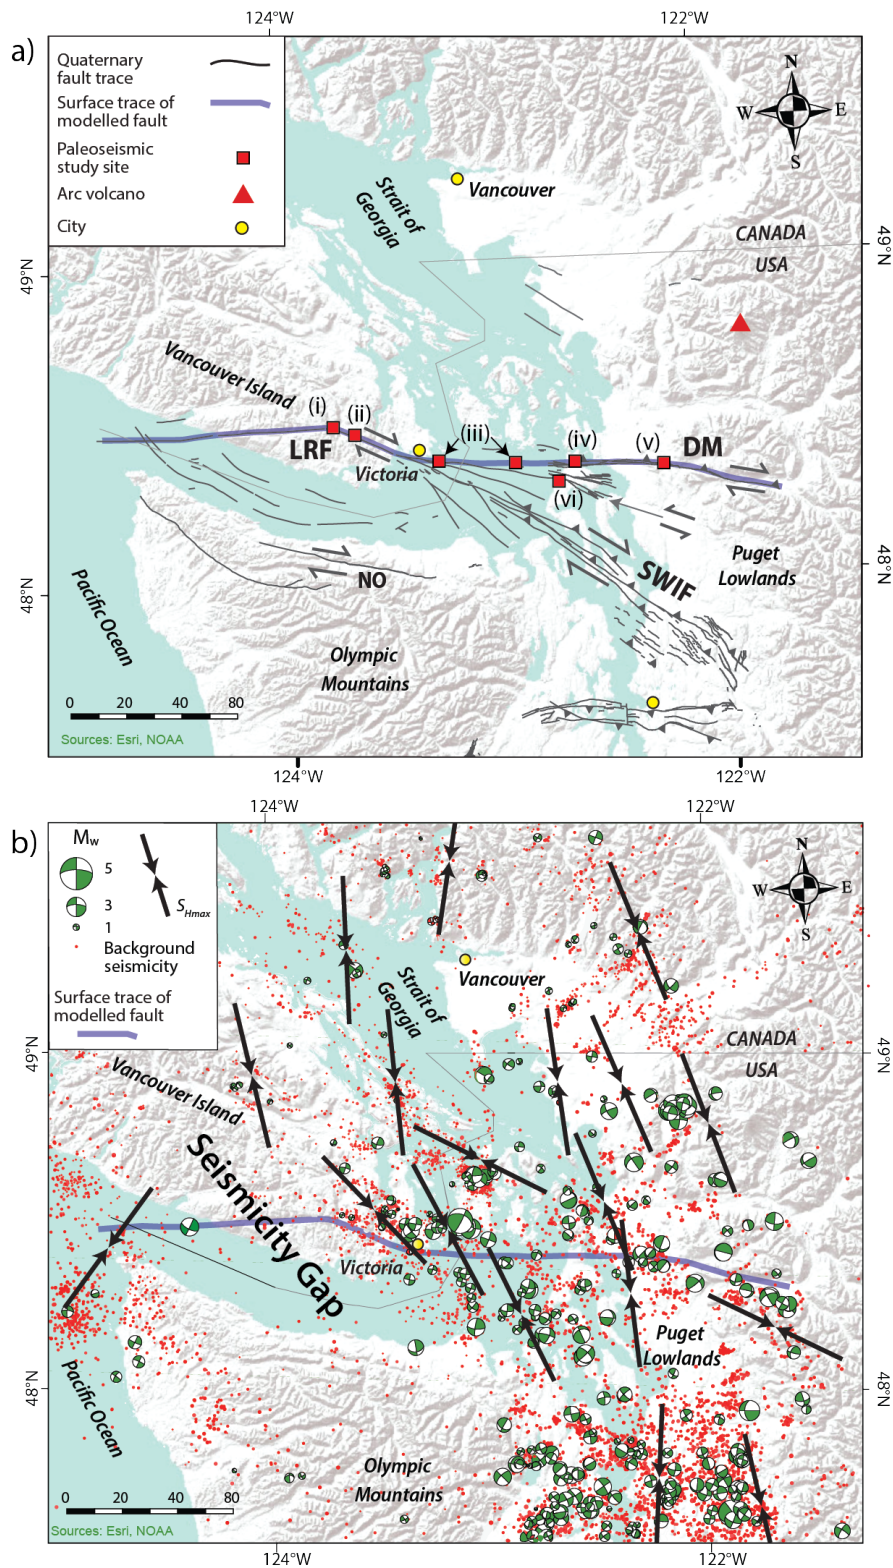 124°W
122°W
a)
Quaternary
fault trace
Surface trace of
modelled fault
Paleoseismic
study site
Arc volcano
City
N
W
E
S
Strait of
Georgia
Vancouver
CANADA
USA
49°N
49°N
Vancouver Island
(i)
(ii)
(iii)
(iv)
(v)
(vi)
LRF
DM
Victoria
SWIF
Puget
Lowlands
NO
48°N
48°N
Pacific Ocean
Olympic
Mountains
0
20
40
60
80
Sources: Esri, NOAA
124°W
122°W
124°W
122°W
b)
Mw
5
3
1
SHmax
Background
seismicity
Surface trace of
modelled fault
N
W
E
S
Strait of
Georgia
Vancouver
CANADA
USA
49°N
49°N
Vancouver Island
Seismicity Gap
Victoria
Puget
Lowlands
48°N
48°N
Pacific Ocean
Olympic
Mountains
0
20
40
60
80
Sources: Esri, NOAA
124°W
122°W